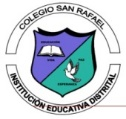 COLEGIO SAN RAFAEL
INSTITUCIÓN EDUCATIVA DISTRITAL